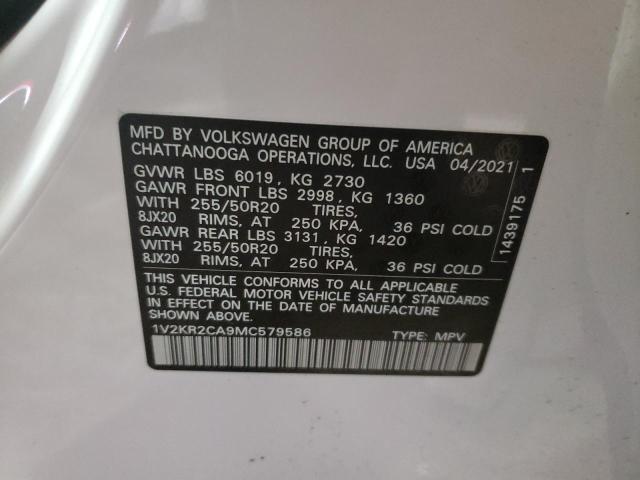 MFD BY VOLKSWAGEN GROUP OF AMERICA
CHATTANOOGA OPERATIONS, LLC. USA 04/2021
GVWR LBS 6019, KG 2730
GAWR FRONT LBS 2998, KG 1360
WITH 255/50R20 TIRES,
8JX20 RIMS, AT 250 KPA, 36 PSI COLD
GAWR REAR LBS 3131, KG 1420
WITH 255/50R20 TIRES,
8JX20 RIMS, AT 250 KPA, 36 PSI COLD
THIS VEHICLE CONFORMS TO ALL APPLICABLE
U.S. FEDERAL MOTOR VEHICLE SAFETY STANDARDS
IN EFFECT ON THE DATE OF MANUFACTURE
SHOWN ABOVE.
1V2KR2CA9MC579586 TYPE: MPV
1439175 1